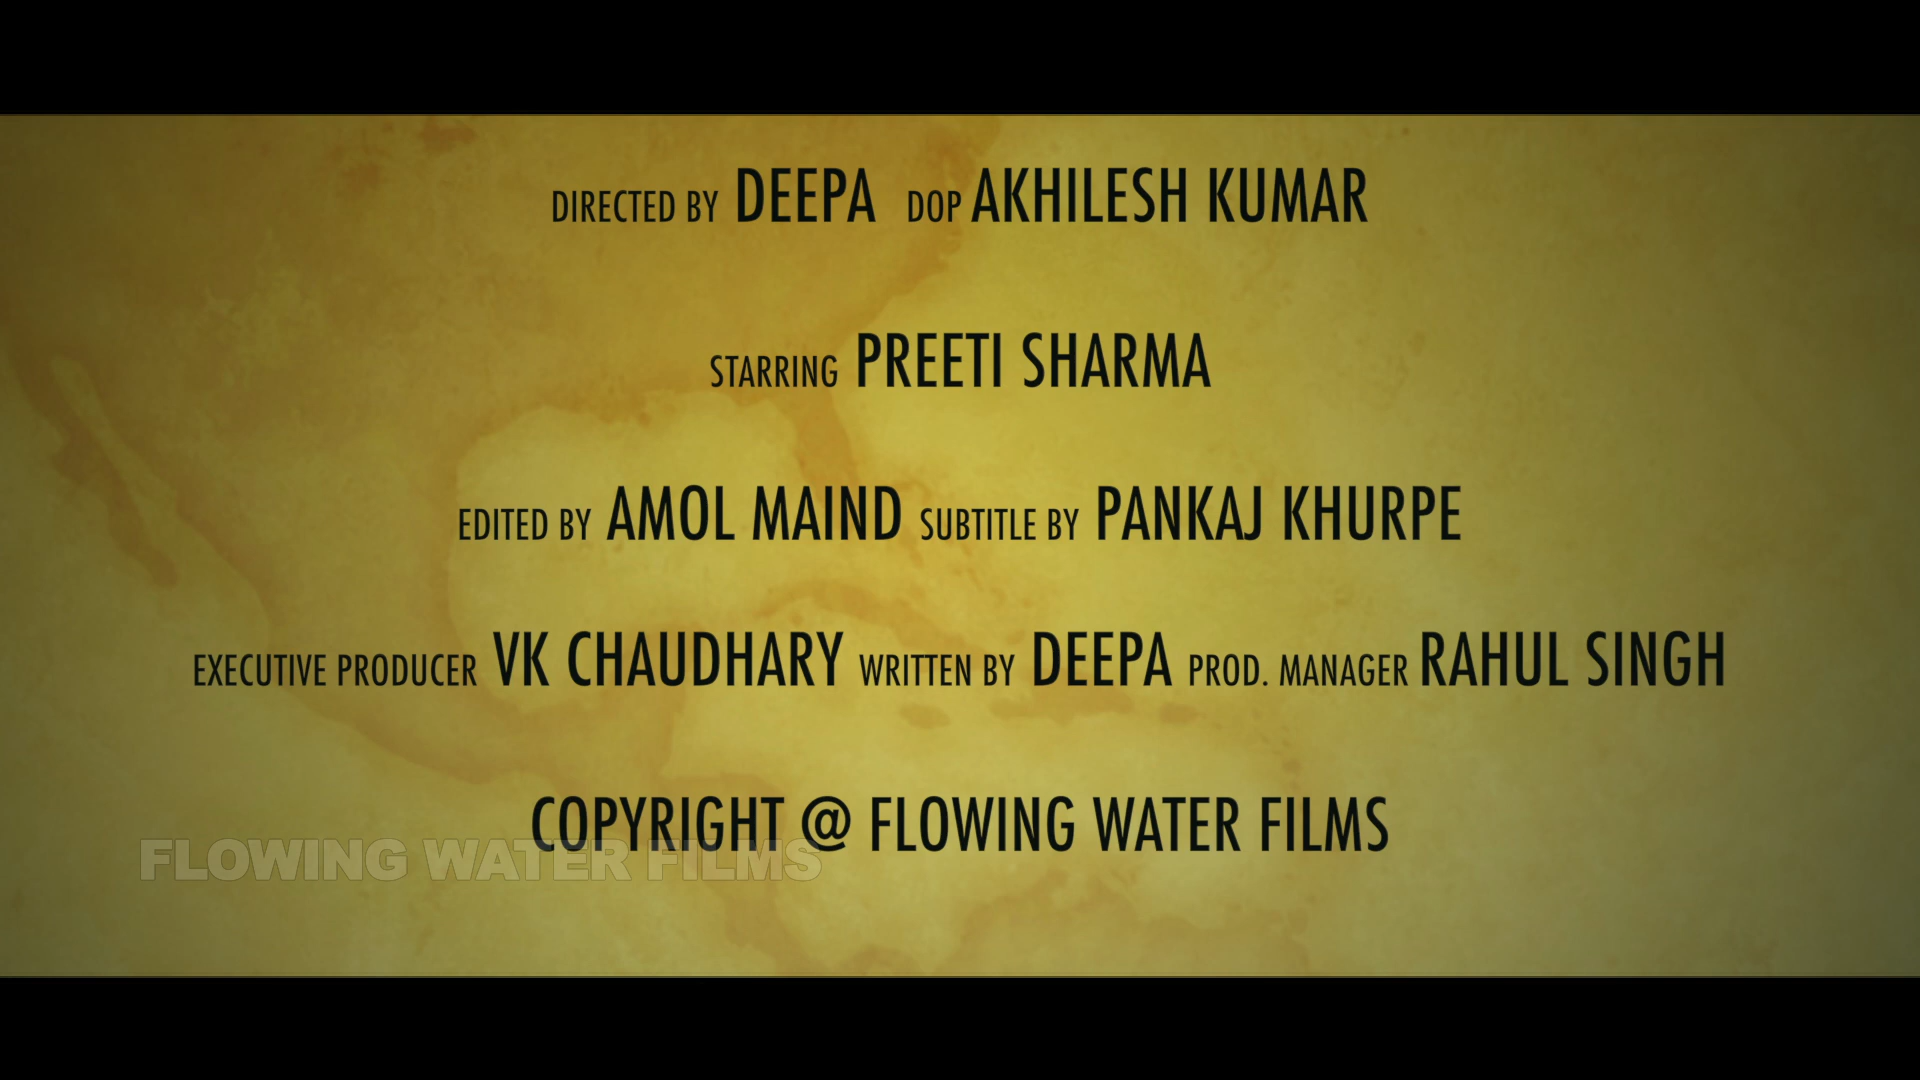 DIRECTED BY DEEPA DOP AKHILESH KUMAR
STARRING PREETI SHARMA
EDITED BY AMOL MAIND SUBTITLE BY PANKAJ KHURPE
EXECUTIVE PRODUCER VK CHAUDHARY WRITTEN BY DEEPA PROD. MANAGER RAHUL SINGH
COPYRIGHT @ FLOWING WATER FILMS
FLOWING WATER FILMS